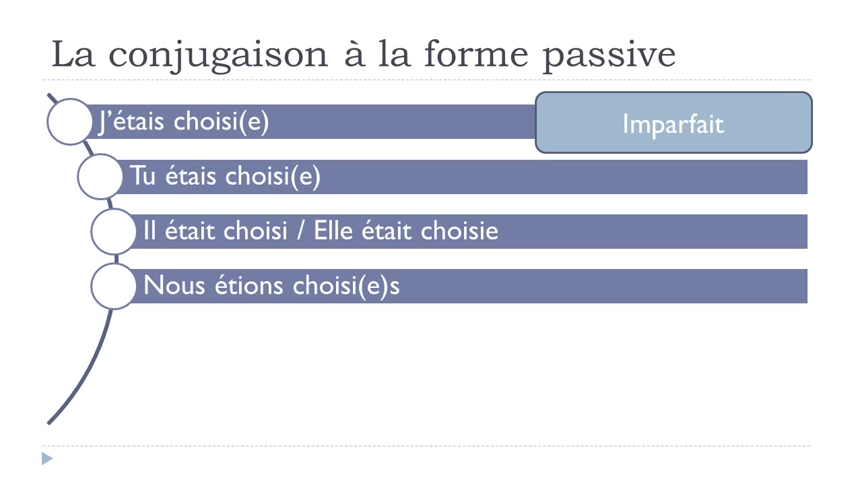 La conjugaison à la forme passive
J'étais choisi(e)
Imparfait
Tu étais choisi(e)
Il était choisi / Elle était choisie
Nous étions choisi(e)s